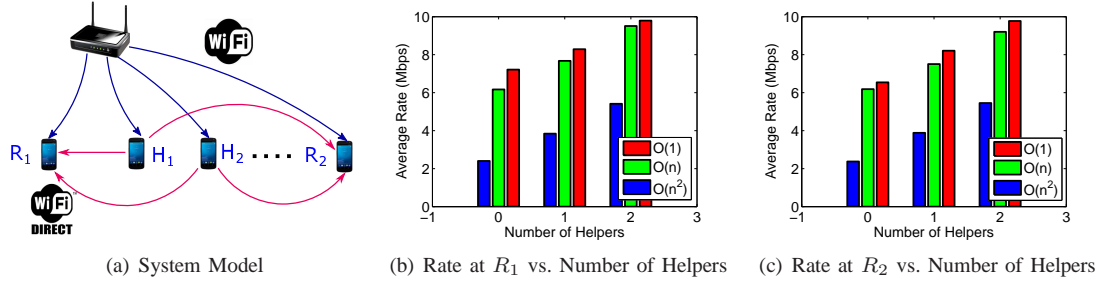 Wi Fi
R1
H1
H2
....
R2
Wi Fi™
DIRECT
(a) System Model
Average Rate (Mbps)
10
8
6
4
2
0
−1
0
1
2
3
Number of Helpers
O(1)
O(n)
O(n²)
(b) Rate at R1 vs. Number of Helpers
Average Rate (Mbps)
10
8
6
4
2
0
−1
0
1
2
3
Number of Helpers
O(1)
O(n)
O(n²)
(c) Rate at R2 vs. Number of Helpers